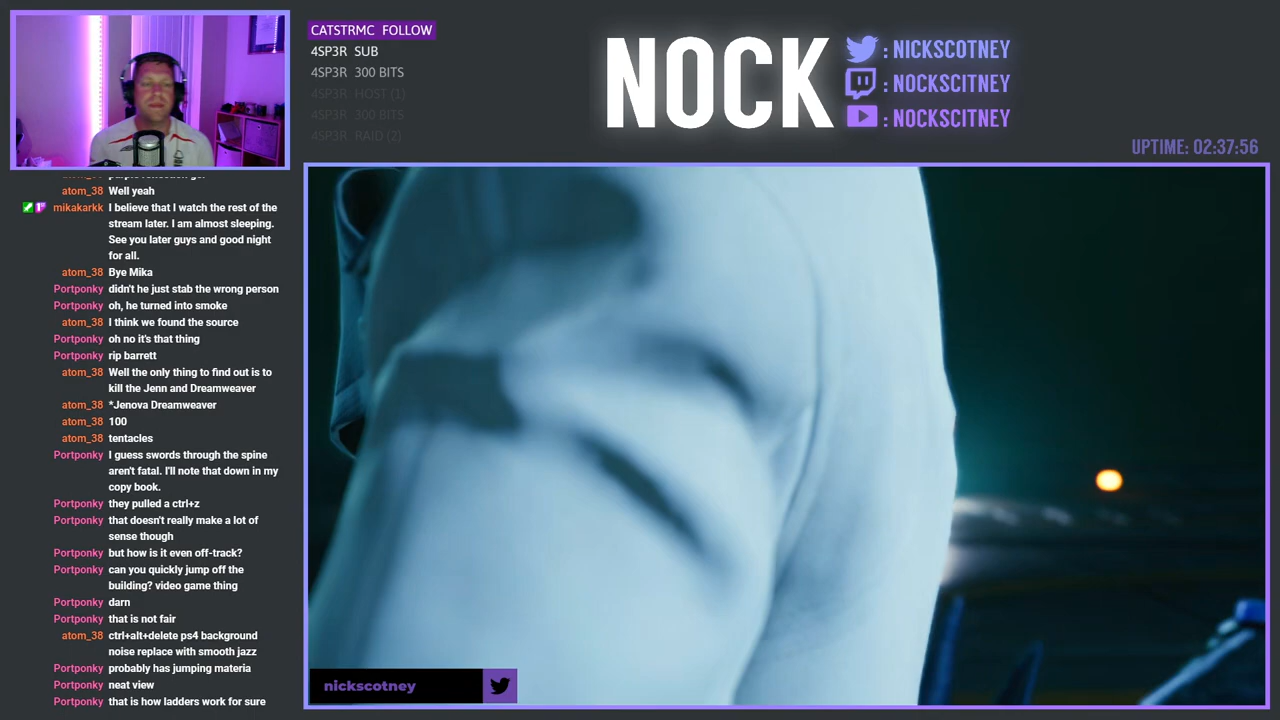 CATSTRMC FOLLOW
4SP3R SUB
4SP3R 300 BITS
4SP3R HOST (1)
4SP3R 300 BITS
4SP3R RAID (2)
NOCK
: NICKSCOTNEY
: NOCKSCITNEY
: NOCKSCITNEY
UPTIME: 02:37:56
atom_38 Well yeah
mikakarkk I believe that I watch the rest of the
stream later. I am almost sleeping.
See you later guys and good night
for all.
atom_38 Bye Mika
Portponky didn't he just stab the wrong person
Portponky oh, he turned into smoke
atom_38 I think we found the source
Portponky oh no it's that thing
Portponky rip barrett
atom_38 Well the only thing to find out is to
kill the Jenn and Dreamweaver
atom_38 *Jenova Dreamweaver
atom_38 100
atom_38 tentacles
Portponky I guess swords through the spine
aren't fatal. I'll note that down in my
copy book.
Portponky they pulled a ctrl+z
Portponky that doesn't really make a lot of
sense though
Portponky but how is it even off-track?
Portponky can you quickly jump off the
building? video game thing
Portponky darn
Portponky that is not fair
atom_38 ctrl+alt+delete ps4 background
noise replace with smooth jazz
Portponky probably has jumping materia
Portponky neat view
Portponky that is how ladders work for sure
nickscotney